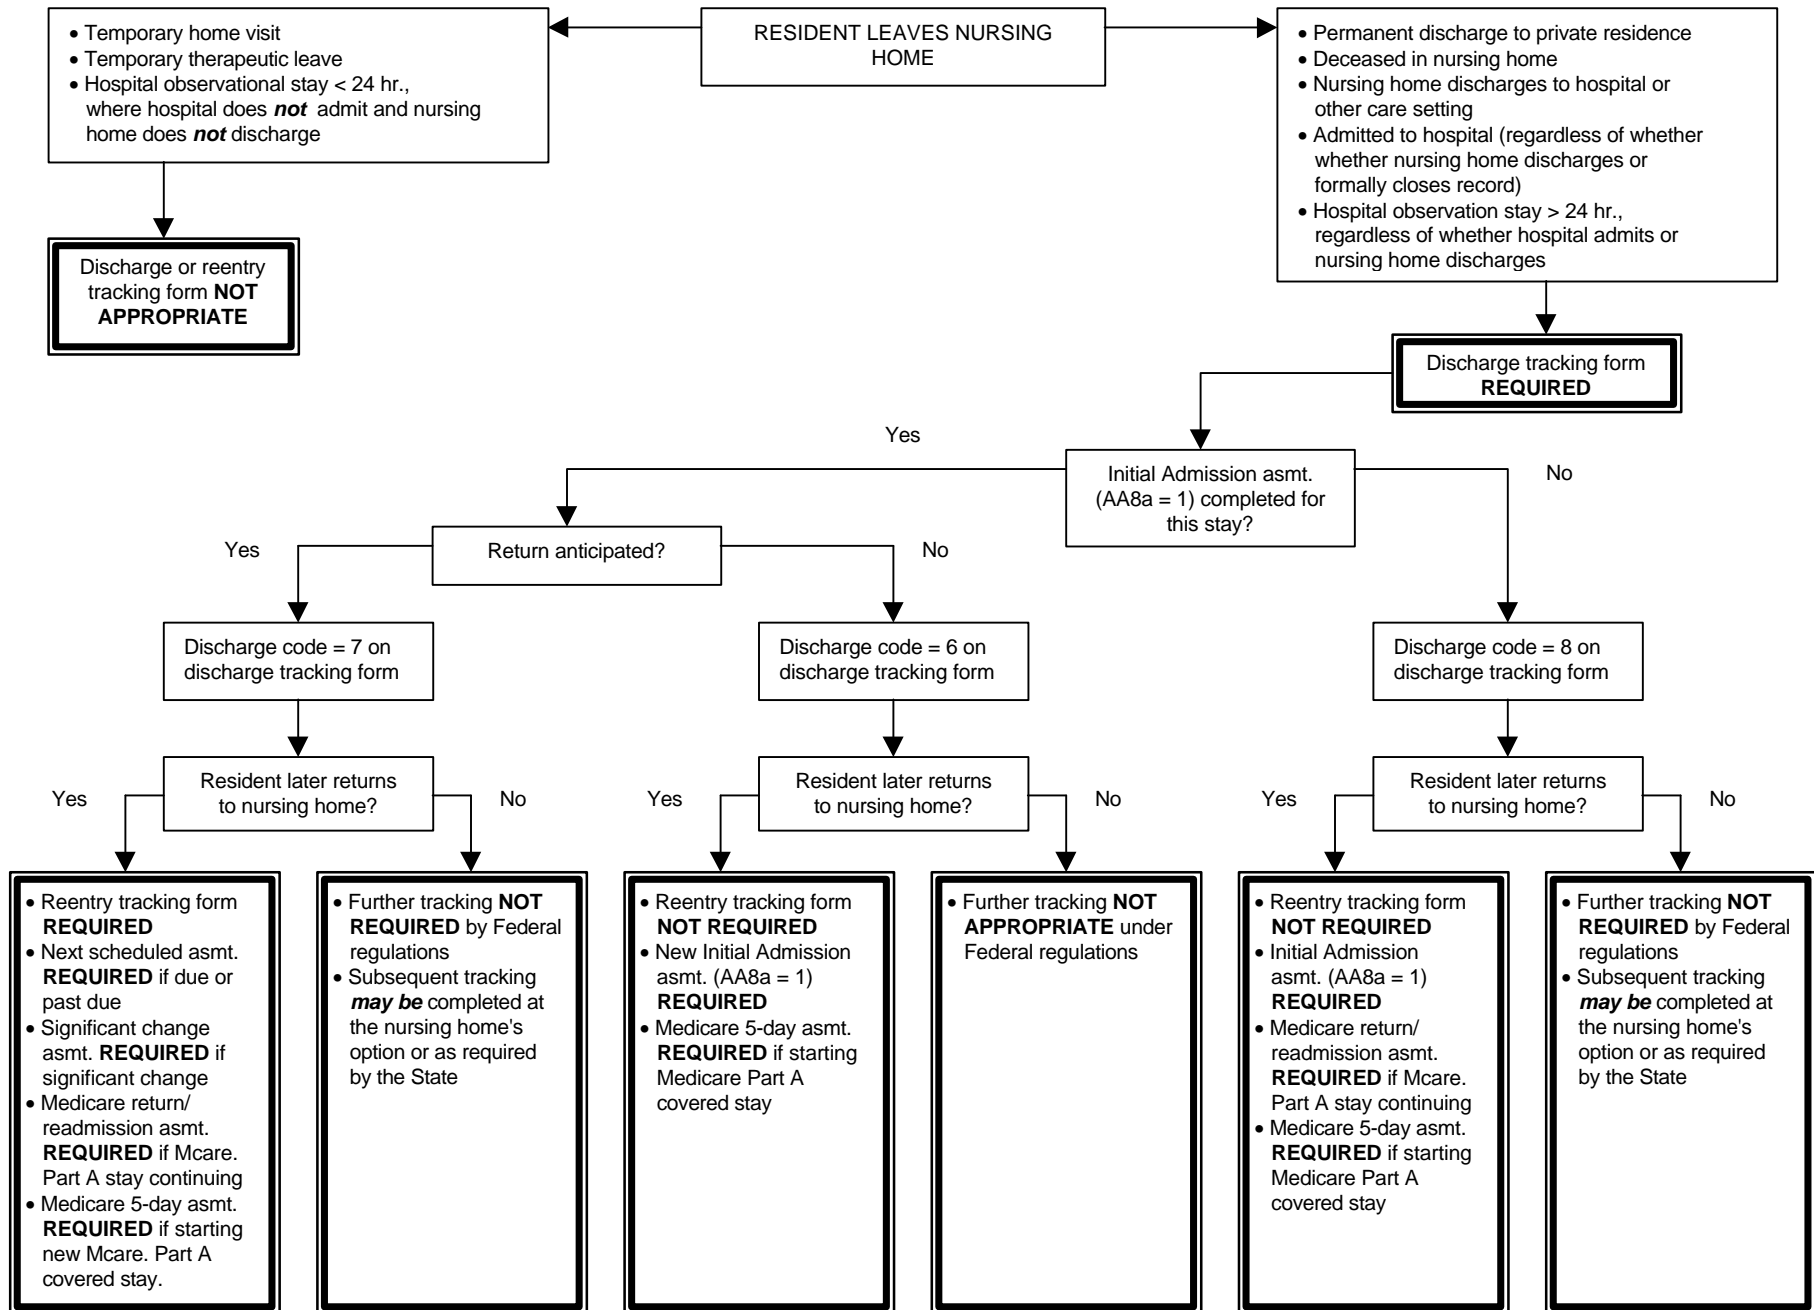 • Temporary home visit
• Temporary therapeutic leave
• Hospital observational stay < 24 hr.,
where hospital does not admit and nursing
home does not discharge
RESIDENT LEAVES NURSING
HOME
• Permanent discharge to private residence
• Deceased in nursing home
• Nursing home discharges to hospital or
other care setting
• Admitted to hospital (regardless of whether
whether nursing home discharges or
formally closes record)
• Hospital observation stay > 24 hr.,
regardless of whether hospital admits or
nursing home discharges
Discharge or reentry
tracking form NOT
APPROPRIATE
Discharge tracking form
REQUIRED
Initial Admission asmt.
(AA8a = 1) completed for
this stay?
Yes
No
Return anticipated?
Yes
No
Discharge code = 7 on
discharge tracking form
Discharge code = 6 on
discharge tracking form
Discharge code = 8 on
discharge tracking form
Resident later returns
to nursing home?
Yes
No
Resident later returns
to nursing home?
Yes
No
Resident later returns
to nursing home?
Yes
No
• Reentry tracking form
REQUIRED
• Next scheduled asmt.
REQUIRED if due or
past due
• Significant change
asmt. REQUIRED if
significant change
• Medicare return/
readmission asmt.
REQUIRED if Mcare.
Part A stay continuing
• Medicare 5-day asmt.
REQUIRED if starting
new Mcare. Part A
covered stay.
• Further tracking NOT
REQUIRED by Federal
regulations
• Subsequent tracking
may be completed at
the nursing home's
option or as required
by the State
• Reentry tracking form
NOT REQUIRED
• New Initial Admission
asmt. (AA8a = 1)
REQUIRED
• Medicare 5-day asmt.
REQUIRED if starting
Medicare Part A
covered stay
• Further tracking NOT
APPROPRIATE under
Federal regulations
• Reentry tracking form
NOT REQUIRED
• Initial Admission
asmt. (AA8a = 1)
REQUIRED
• Medicare return/
readmission asmt.
REQUIRED if Mcare.
Part A stay continuing
• Medicare 5-day asmt.
REQUIRED if starting
Medicare Part A
covered stay
• Further tracking NOT
REQUIRED by Federal
regulations
• Subsequent tracking
may be completed at
the nursing home's
option or as required
by the State